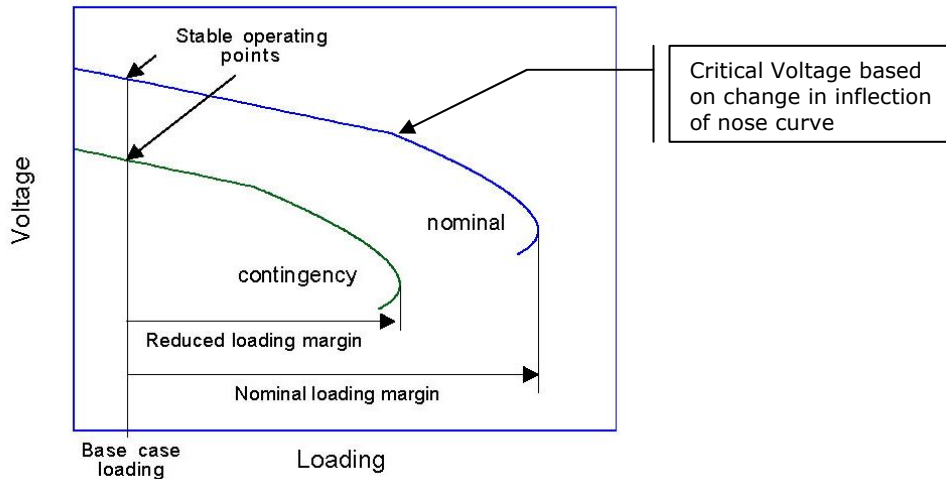 Stable operating
points
Critical Voltage based
on change in inflection
of nose curve
Voltage
nominal
contingency
Reduced loading margin
Nominal loading margin
Base case
loading
Loading